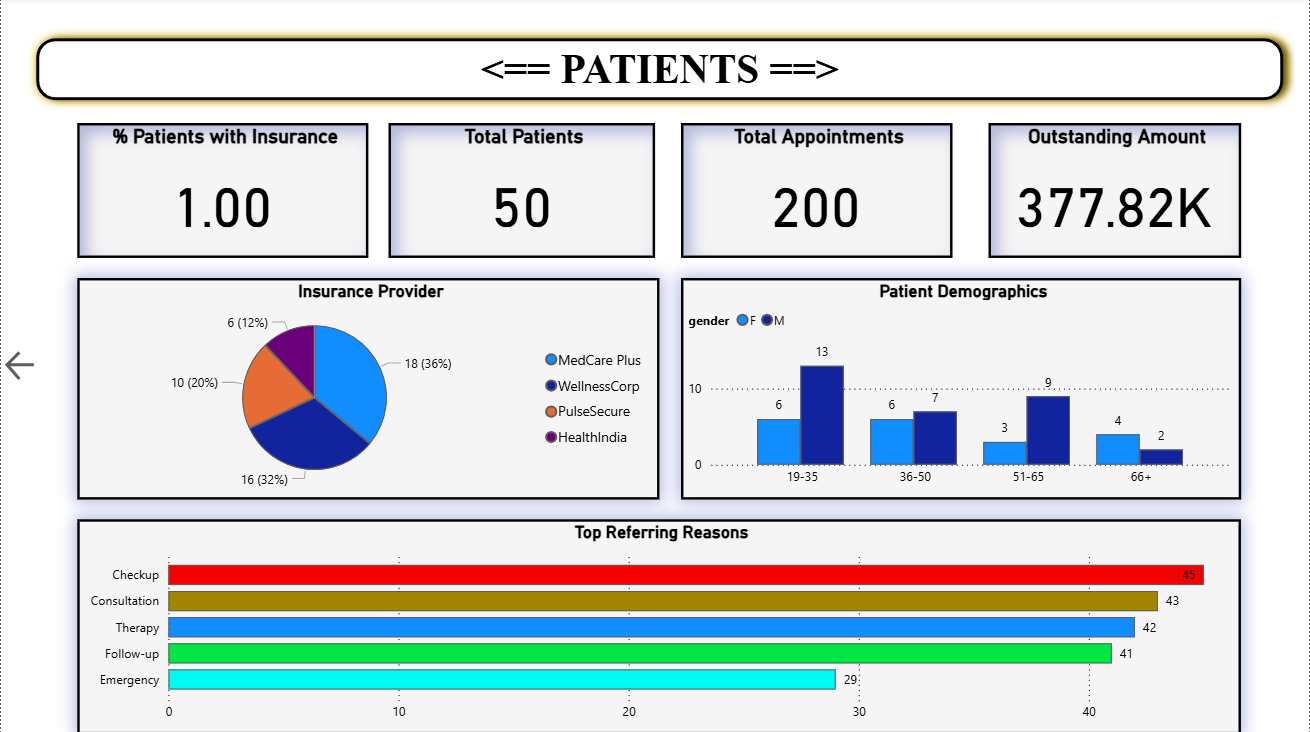 <== PATIENTS ==>
% Patients with Insurance
1.00
Total Patients
50
Total Appointments
200
Outstanding Amount
377.82K
Insurance Provider
6 (12%)
18 (36%)
10 (20%)
16 (32%)
MedCare Plus
WellnessCorp
PulseSecure
HealthIndia
Patient Demographics
gender F M
10
0
6
13
6
7
3
9
4
2
19-35
36-50
51-65
66+
Top Referring Reasons
Checkup 45
Consultation 43
Therapy 42
Follow-up 41
Emergency 29
0 10 20 30 40